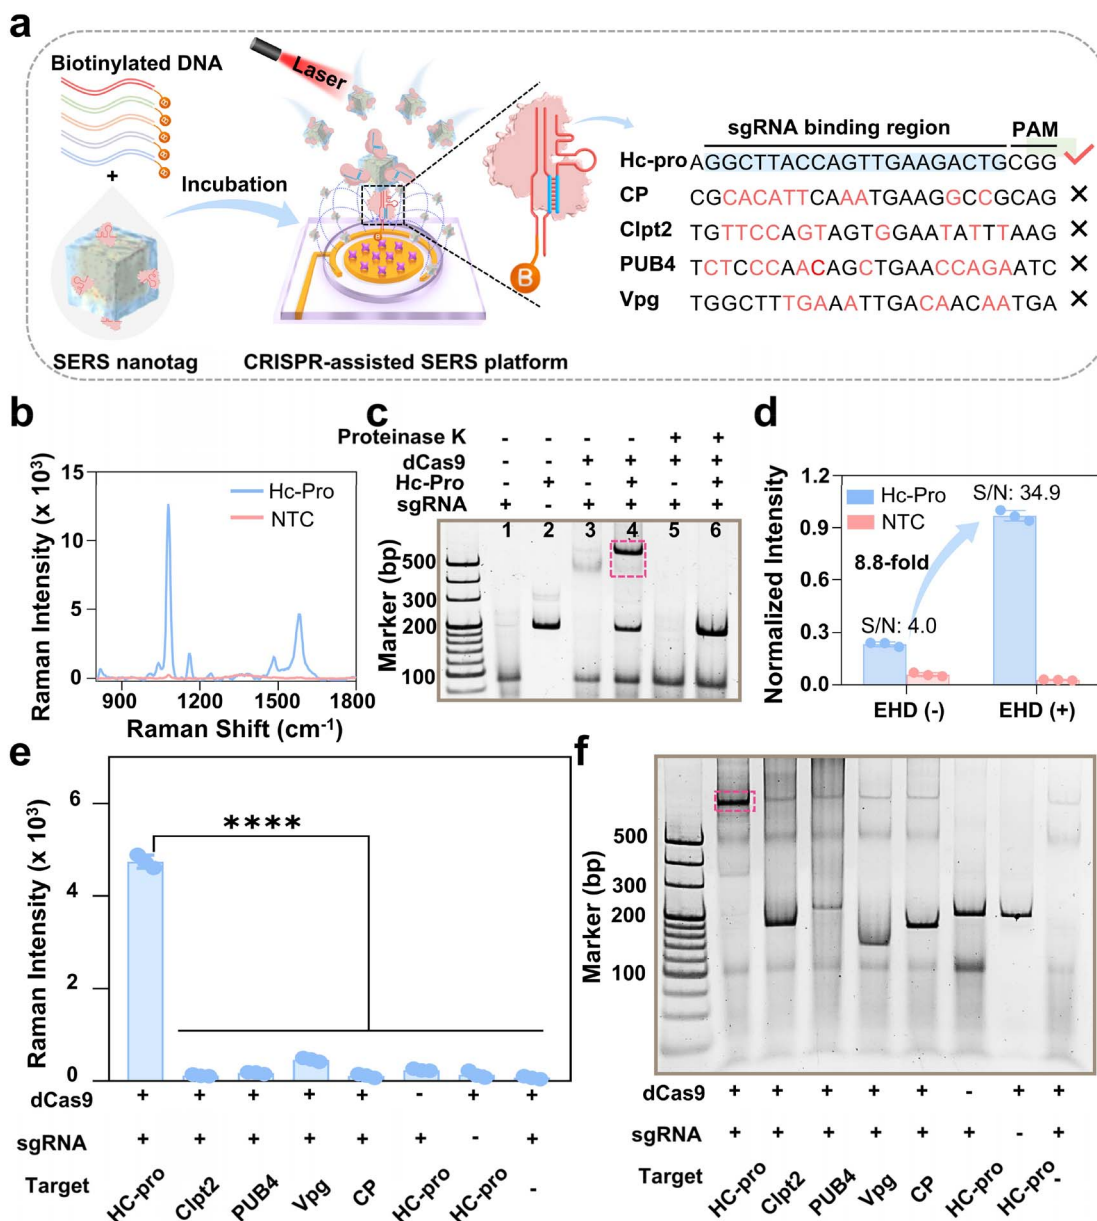 a
Biotinylated DNA
B
B
B
B
B
+
Incubation
SERS nanotag
Laser
B
CRISPR-assisted SERS platform
B
sgRNA binding region PAM
Hc-pro AGGCTTACCAGTTGAAGACTGCGG ✓
CP CGCACATTCAAATGAAGGCCGCAG ×
Clpt2 TGTTCCAGTAGTGGAATATTTAAG ×
PUB4 TCTCCCAACAGCTGAACCAGAATC ×
Vpg TGGCTTTGAAATTGACAACAATGA ×
b
Raman Intensity (x 10³)
15
10
5
0
Hc-Pro
NTC
900 1200 1500 1800
Raman Shift (cm⁻¹)
c
Proteinase K - - - - + +
dCas9 - - + + + +
Hc-Pro - + - + - +
sgRNA + - + + + +
1 2 3 4 5 6
Marker (bp)
500
300
200
100
d
Normalized Intensity
1.2
0.9
0.6
0.3
0.0
Hc-Pro
NTC
S/N: 34.9
8.8-fold
S/N: 4.0
EHD (-) EHD (+)
e
Raman Intensity (x 10³)
6
4
2
0
****
dCas9 + + + + + - + +
sgRNA + + + + + + - +
Target HC-pro Clpt2 PUB4 Vpg CP HC-pro HC-pro -
f
Marker (bp)
500
300
200
100
dCas9 + + + + + - + +
sgRNA + + + + + + - +
Target HC-pro Clpt2 PUB4 Vpg CP HC-pro HC-pro -